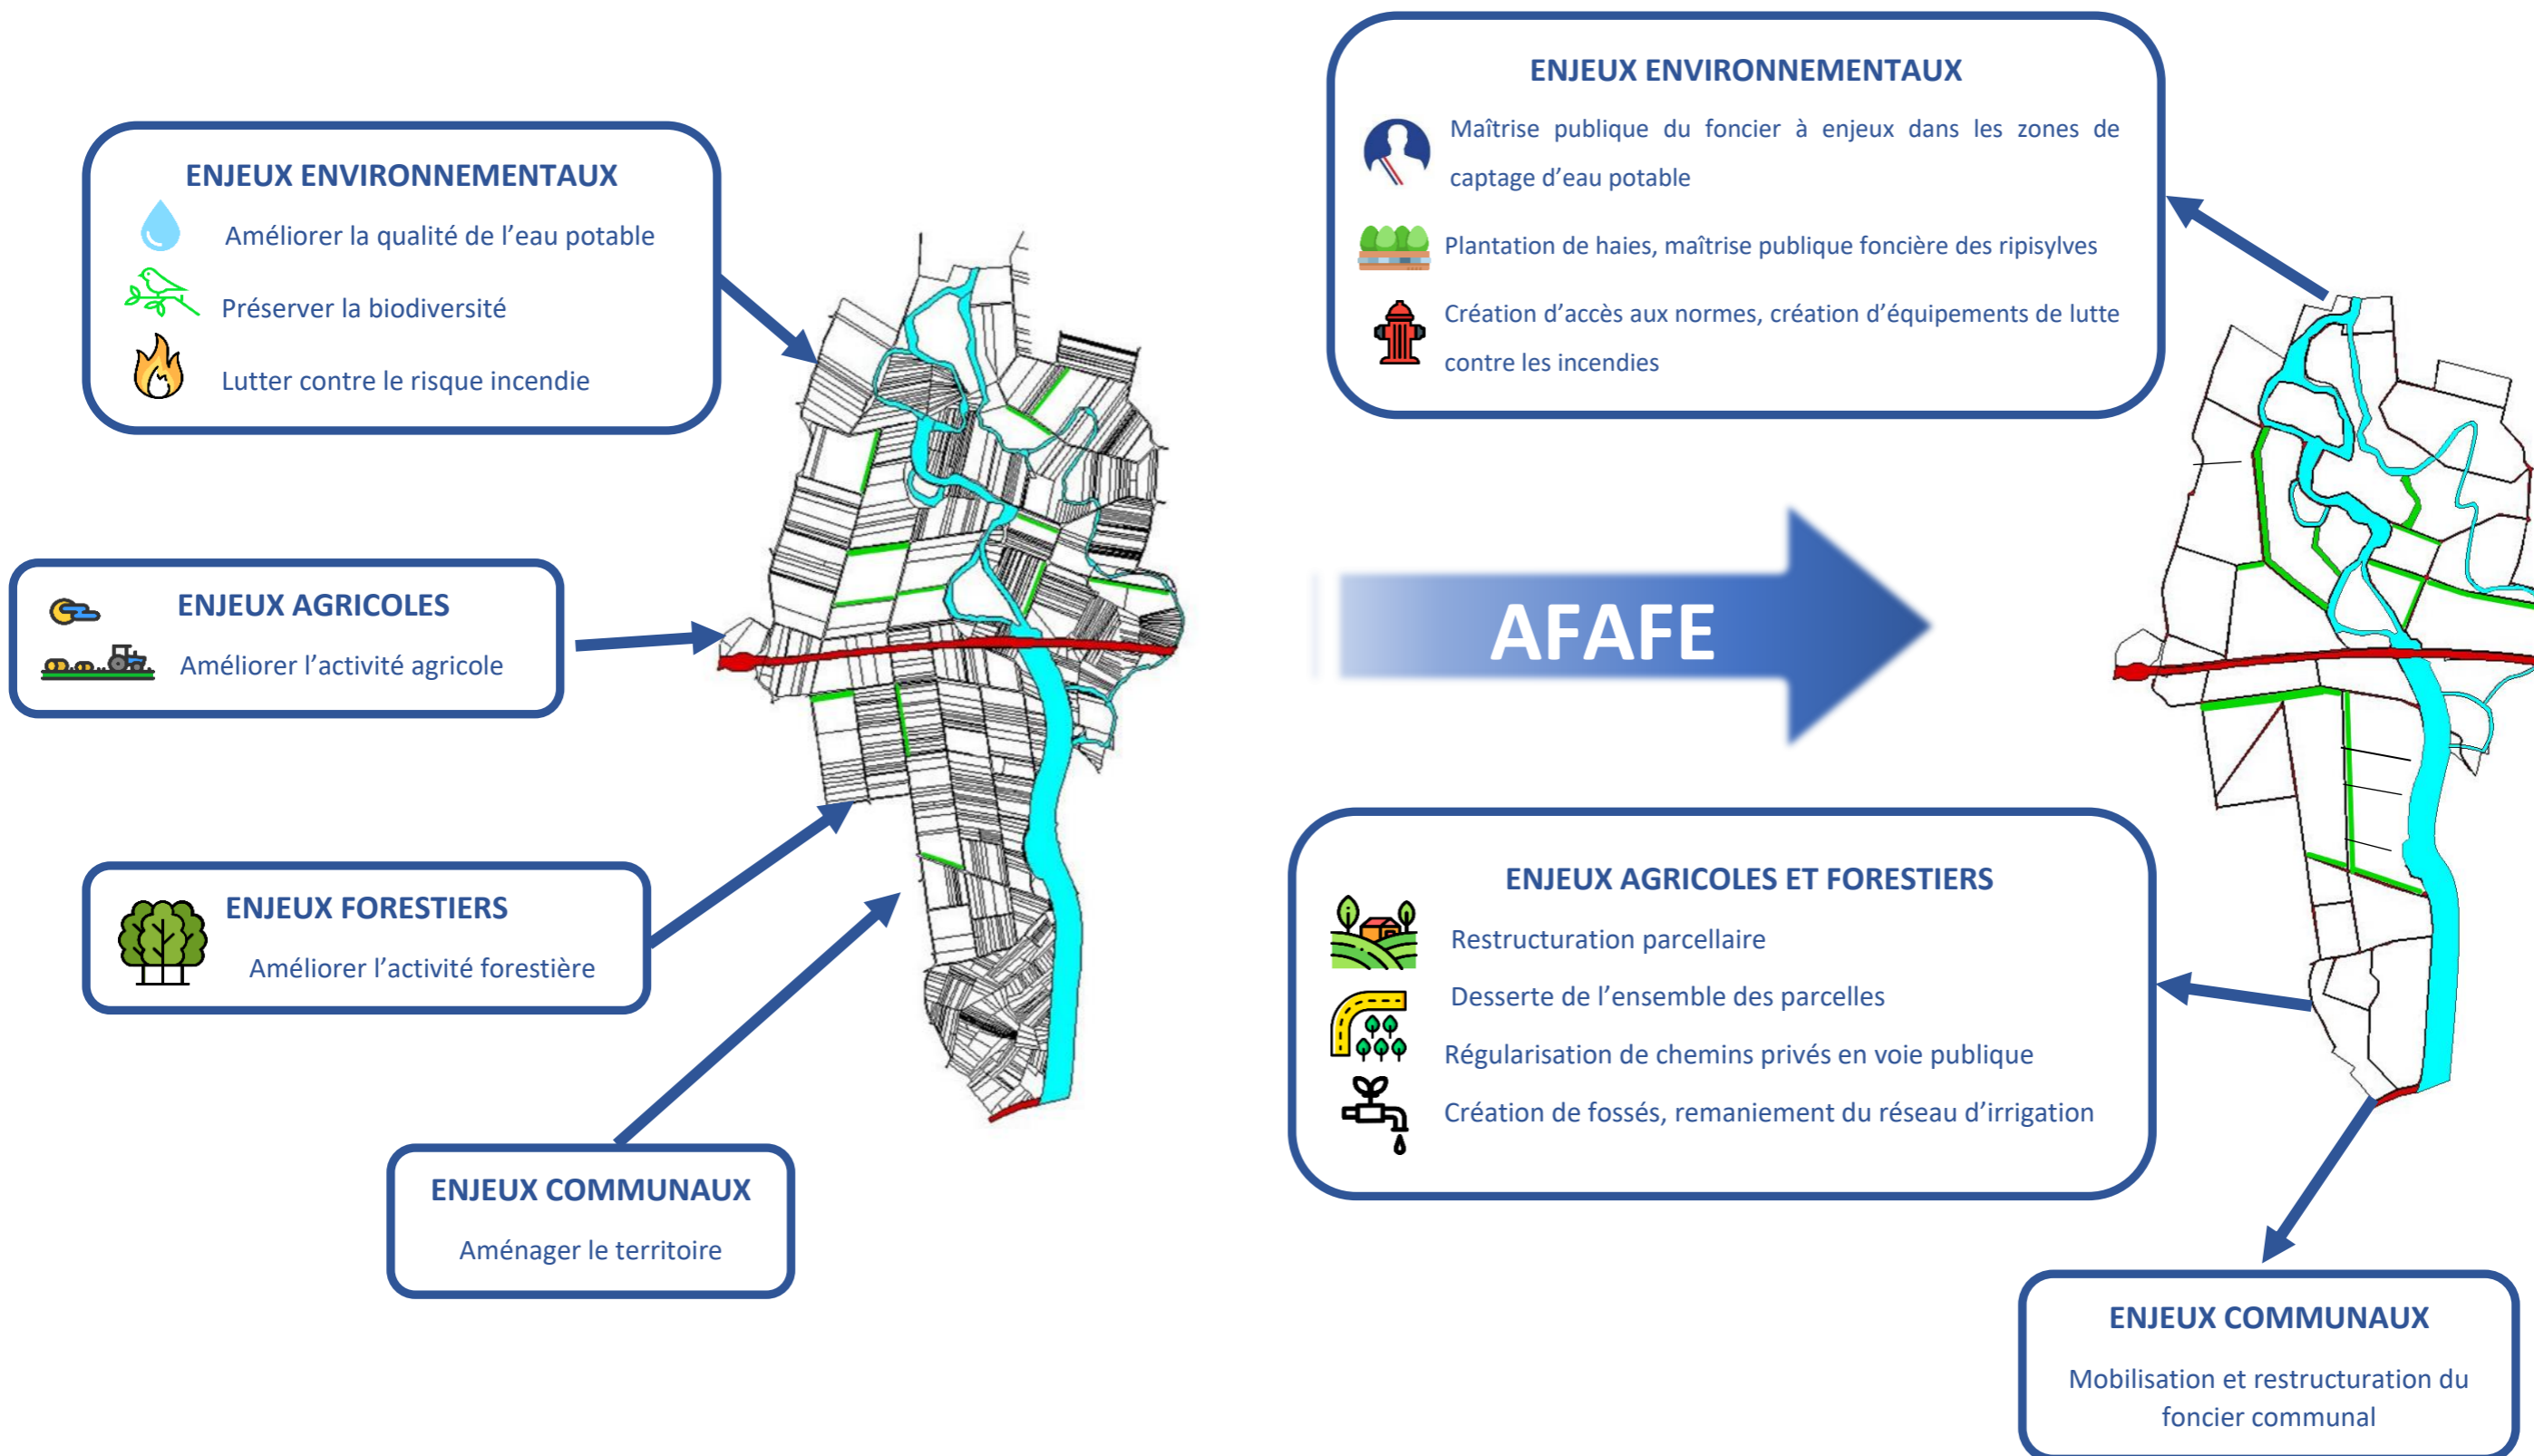 ENJEUX ENVIRONNEMENTAUX
Améliorer la qualité de l’eau potable
Préserver la biodiversité
Lutter contre le risque incendie
ENJEUX AGRICOLES
Améliorer l’activité agricole
ENJEUX FORESTIERS
Améliorer l’activité forestière
ENJEUX COMMUNAUX
Aménager le territoire
AFAFE
ENJEUX ENVIRONNEMENTAUX
Maîtrise publique du foncier à enjeux dans les zones de
captage d’eau potable
Plantation de haies, maîtrise publique foncière des ripisylves
Création d’accès aux normes, création d’équipements de lutte
contre les incendies
ENJEUX AGRICOLES ET FORESTIERS
Restructuration parcellaire
Desserte de l’ensemble des parcelles
Régularisation de chemins privés en voie publique
Création de fossés, remaniement du réseau d’irrigation
ENJEUX COMMUNAUX
Mobilisation et restructuration du
foncier communal